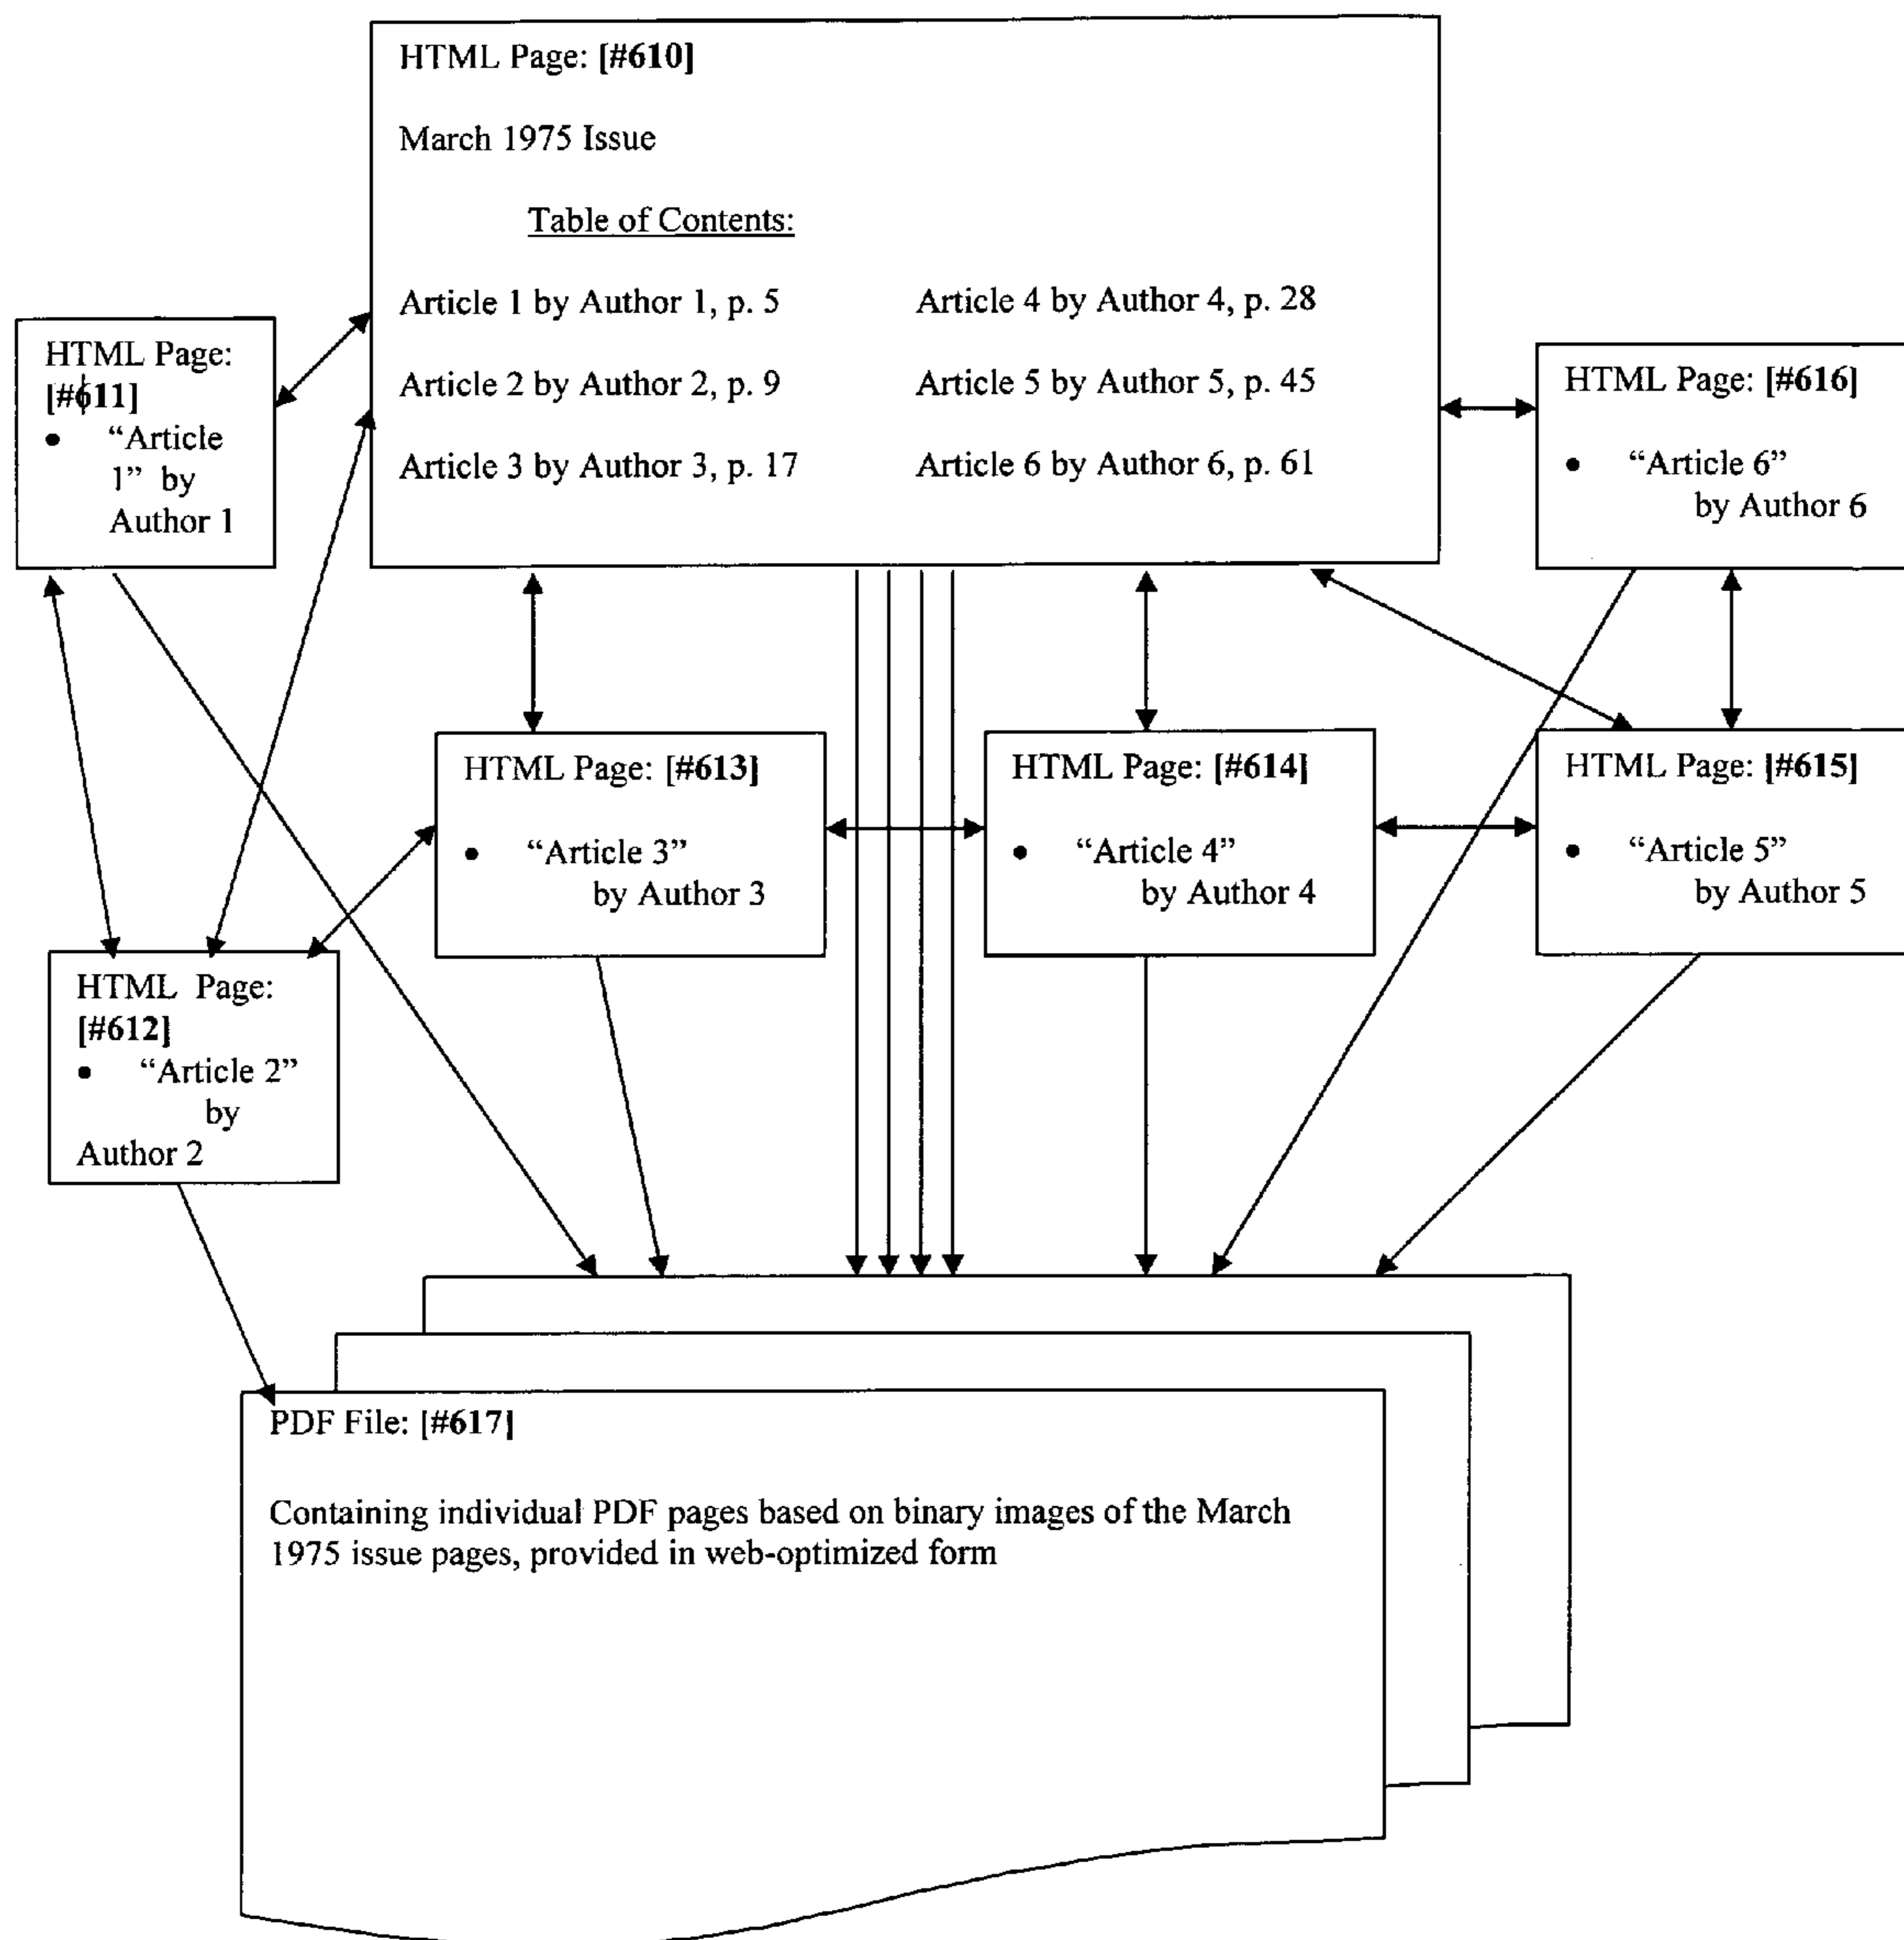 HTML Page: [#610]
March 1975 Issue
Table of Contents:
Article 1 by Author 1, p. 5
Article 4 by Author 4, p. 28
Article 2 by Author 2, p. 9
Article 5 by Author 5, p. 45
Article 3 by Author 3, p. 17
Article 6 by Author 6, p. 61
HTML Page:
[#611]
• “Article
1” by
Author 1
HTML Page: [#616]
• “Article 6”
by Author 6
HTML Page: [#613]
• “Article 3”
by Author 3
HTML Page: [#614]
• “Article 4”
by Author 4
HTML Page: [#615]
• “Article 5”
by Author 5
HTML Page:
[#612]
• “Article 2”
by
Author 2
PDF File: [#617]
Containing individual PDF pages based on binary images of the March
1975 issue pages, provided in web-optimized form